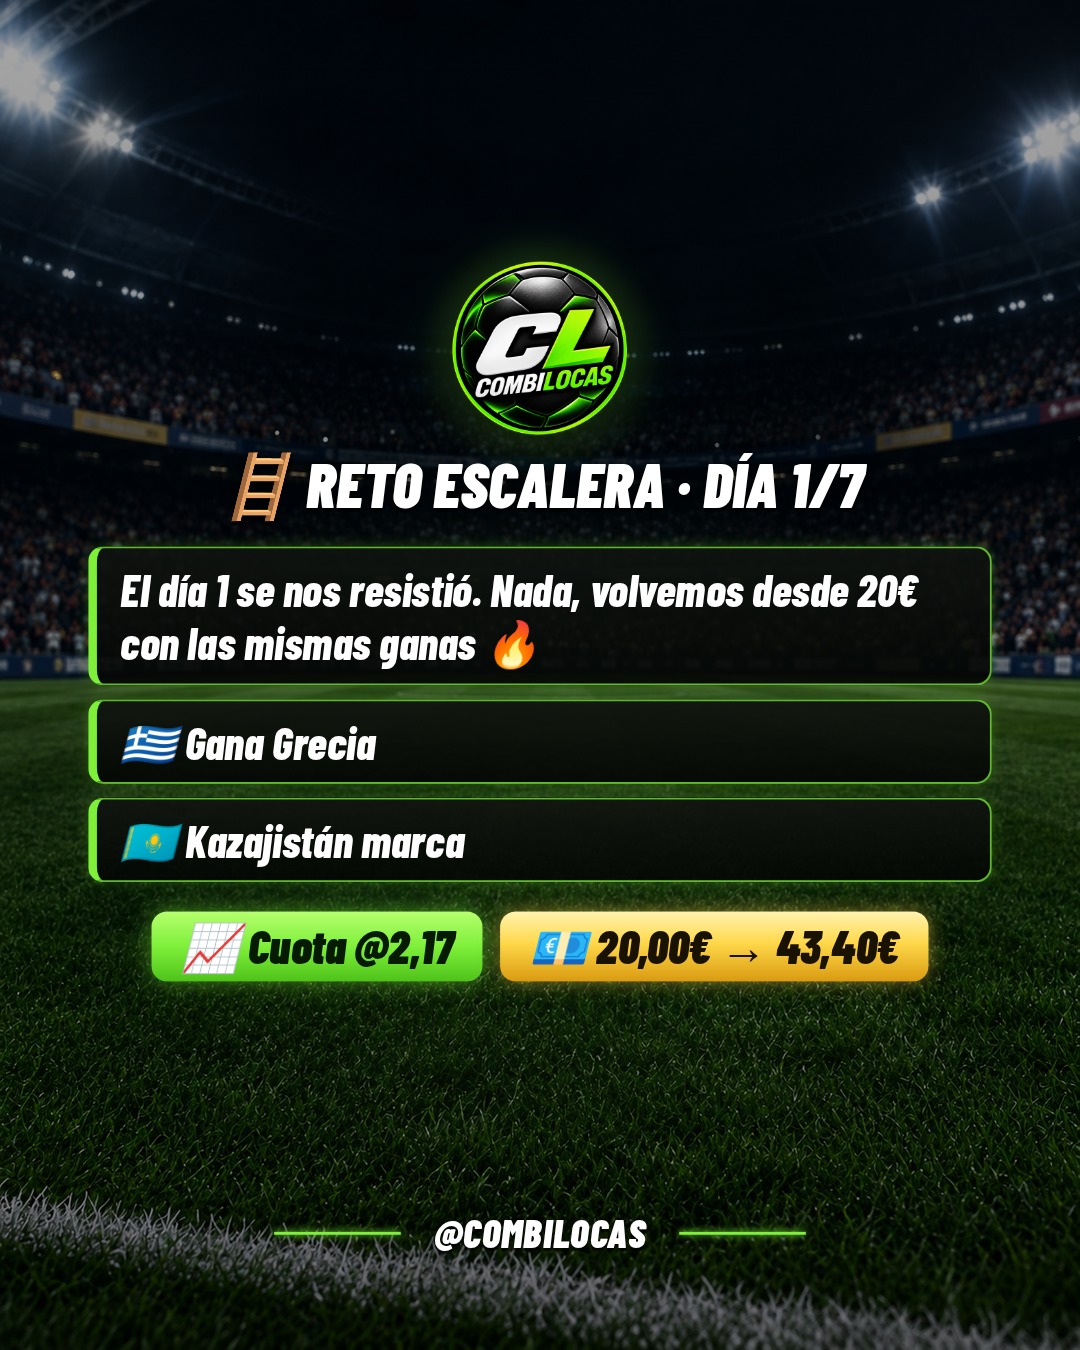 CL
COMBILOCAS
🪜 RETO ESCALERA · DÍA 1/7
El día 1 se nos resistió. Nada, volvemos desde 20€
con las mismas ganas 🔥
🇬🇷 Gana Grecia
🇰🇿 Kazajistán marca
📈 Cuota @2,17
💶 20,00€ → 43,40€
@COMBILOCAS